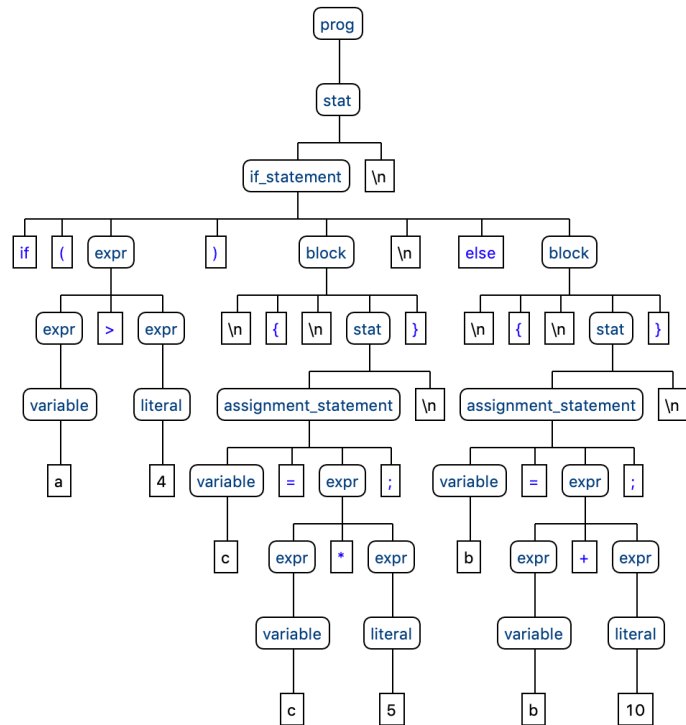 prog
stat
if_statement \n
if ( expr ) block \n else block
expr > expr \n { \n stat } \n { \n stat }
variable literal assignment_statement \n assignment_statement \n
a 4 variable = expr ; variable = expr ;
c expr * expr b expr + expr
variable literal variable literal
c 5 b 10